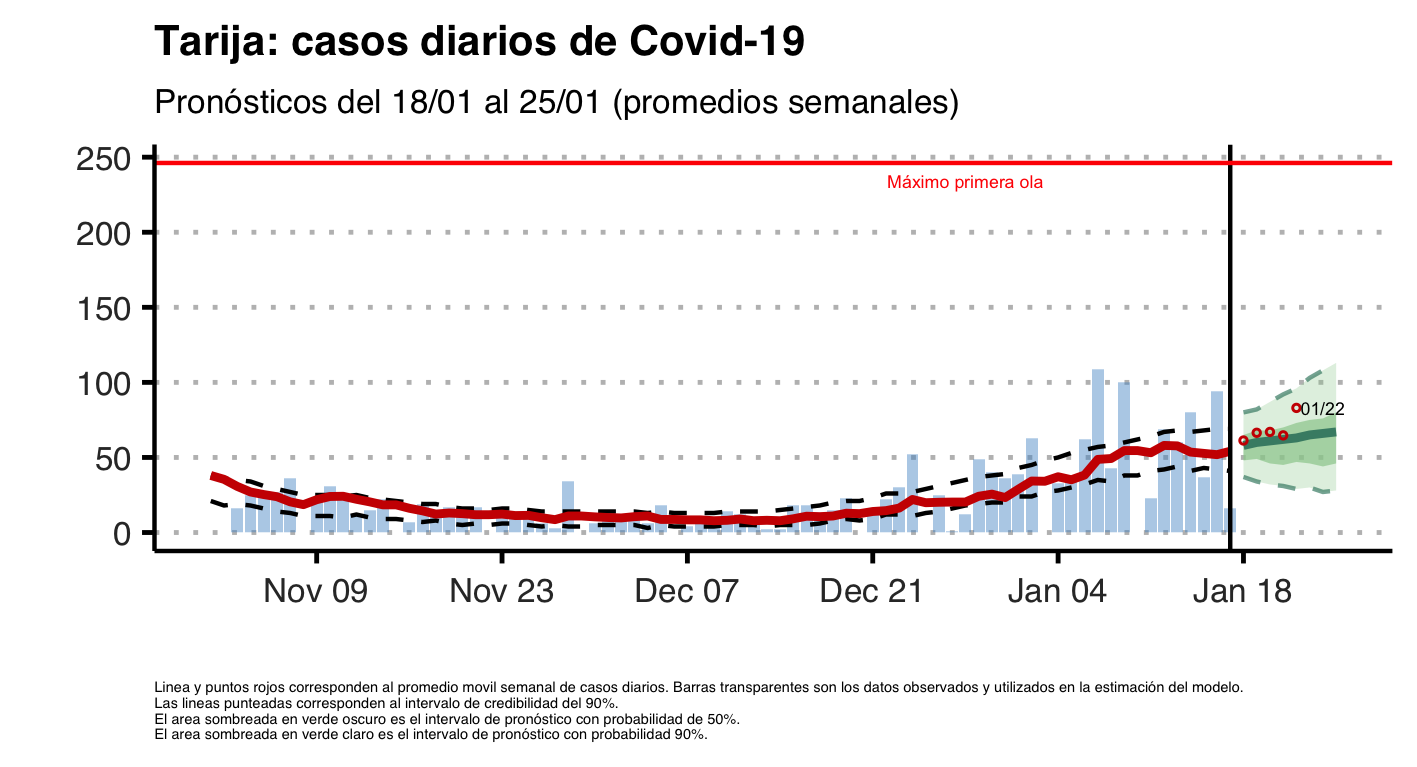 Tarija: casos diarios de Covid-19
Pronósticos del 18/01 al 25/01 (promedios semanales)
250
Máximo primera ola
200
150
100
01/22
50
0
Nov 09 Nov 23 Dec 07 Dec 21 Jan 04 Jan 18
Linea y puntos rojos corresponden al promedio movil semanal de casos diarios. Barras transparentes son los datos observados y utilizados en la estimación del modelo.
Las lineas punteadas corresponden al intervalo de credibilidad del 90%.
El area sombreada en verde oscuro es el intervalo de pronóstico con probabilidad de 50%.
El area sombreada en verde claro es el intervalo de pronóstico con probabilidad 90%.